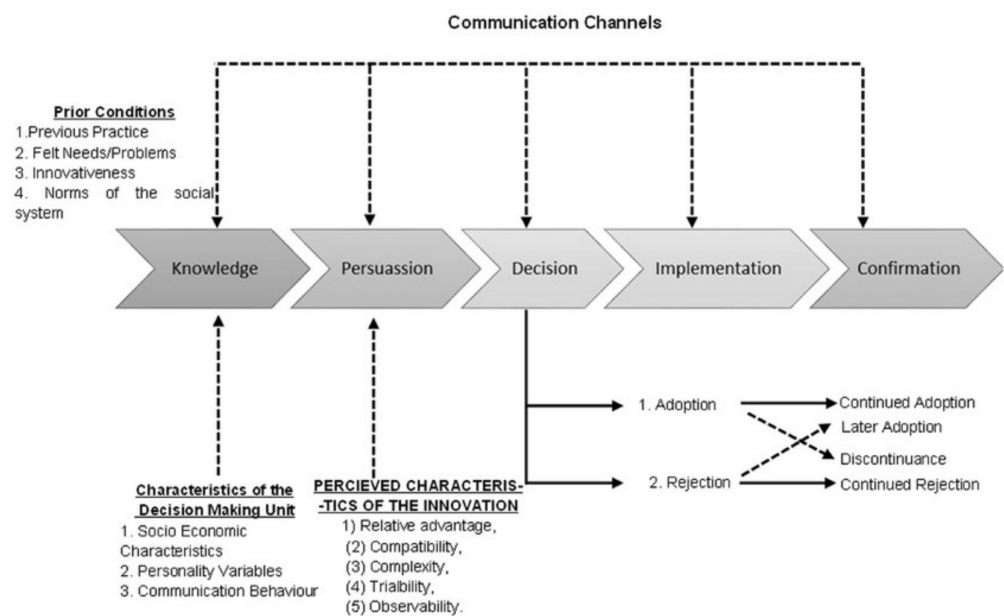 Communication Channels
Prior Conditions
1.Previous Practice
2. Felt Needs/Problems
3. Innovativeness
4. Norms of the social
system
Knowledge
Persuassion
Decision
Implementation
Confirmation
1. Adoption
Continued Adoption
Later Adoption
Discontinuance
2. Rejection
Continued Rejection
Characteristics of the
Decision Making Unit
1. Socio Economic
Characteristics
2. Personality Variables
3. Communication Behaviour
PERCIEVED CHARACTERIS-
-TICS OF THE INNOVATION
1) Relative advantage,
(2) Compatibility,
(3) Complexity,
(4) Trialbility,
(5) Observability.